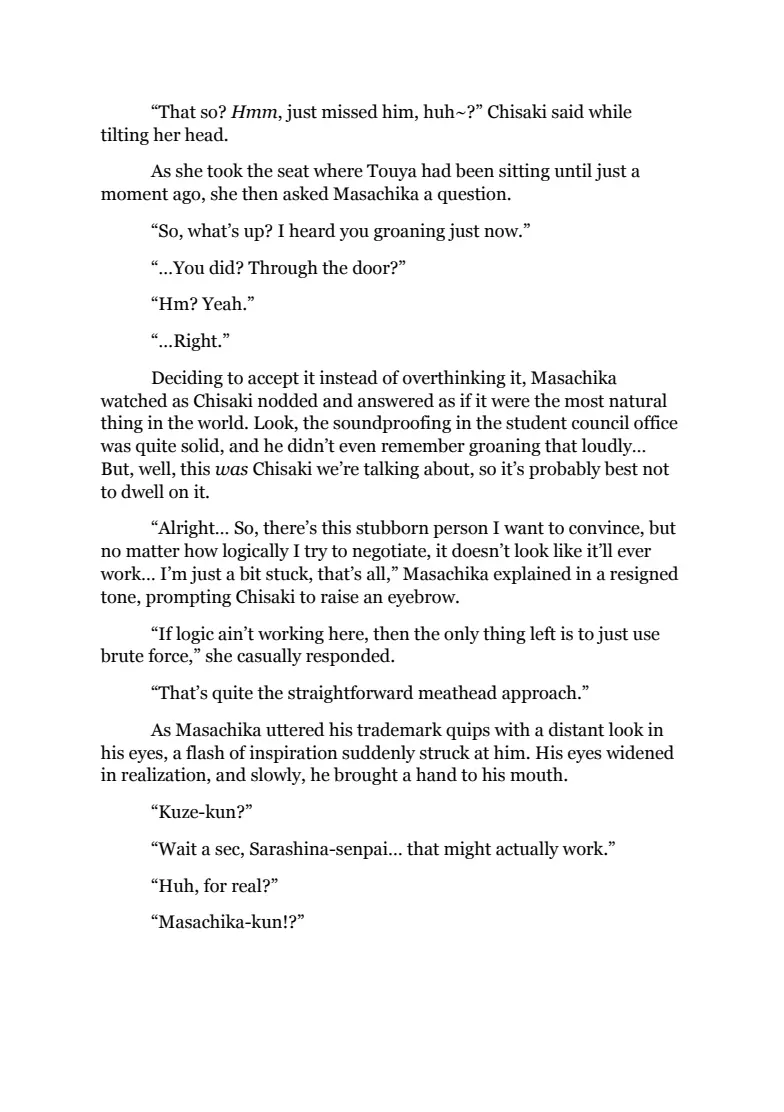 “That so? Hmm, just missed him, huh~?” Chisaki said while
tilting her head.
As she took the seat where Touya had been sitting until just a
moment ago, she then asked Masachika a question.
“So, what’s up? I heard you groaning just now.”
“…You did? Through the door?”
“Hm? Yeah.”
“…Right.”
Deciding to accept it instead of overthinking it, Masachika
watched as Chisaki nodded and answered as if it were the most natural
thing in the world. Look, the soundproofing in the student council office
was quite solid, and he didn’t even remember groaning that loudly…
But, well, this was Chisaki we’re talking about, so it’s probably best not
to dwell on it.
“Alright… So, there’s this stubborn person I want to convince, but
no matter how logically I try to negotiate, it doesn’t look like it’ll ever
work… I’m just a bit stuck, that’s all,” Masachika explained in a resigned
tone, prompting Chisaki to raise an eyebrow.
“If logic ain’t working here, then the only thing left is to just use
brute force,” she casually responded.
“That’s quite the straightforward meathead approach.”
As Masachika uttered his trademark quips with a distant look in
his eyes, a flash of inspiration suddenly struck at him. His eyes widened
in realization, and slowly, he brought a hand to his mouth.
“Kuze-kun?”
“Wait a sec, Sarashina-senpai… that might actually work.”
“Huh, for real?”
“Masachika-kun!?”